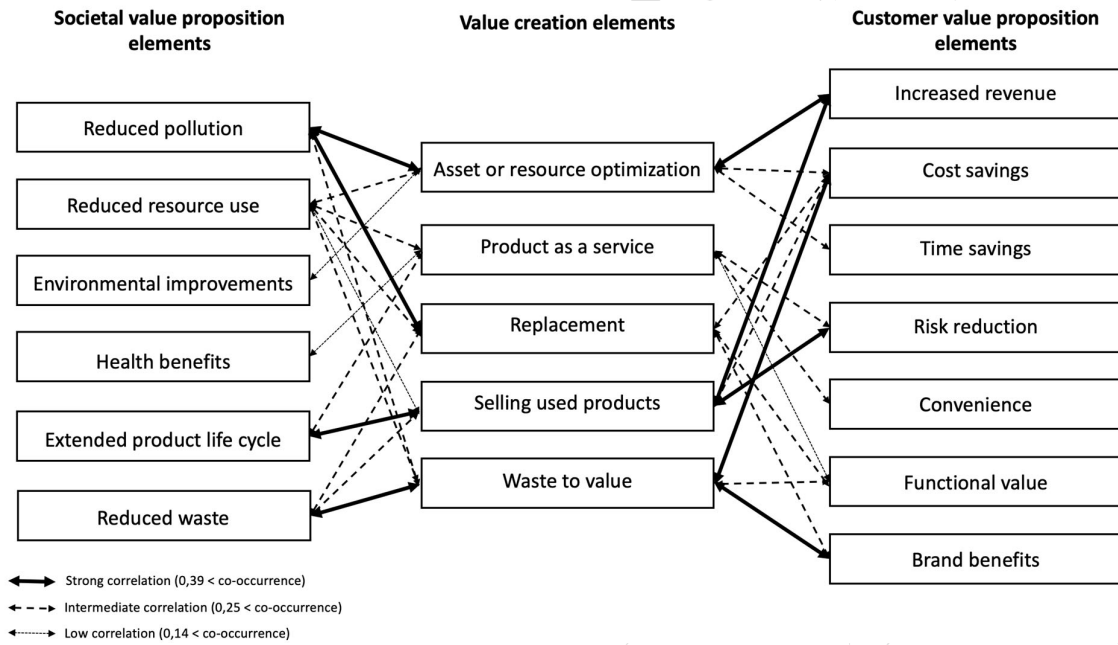 Societal value proposition
elements
Value creation elements
Customer value proposition
elements
Reduced pollution
Reduced resource use
Environmental improvements
Health benefits
Extended product life cycle
Reduced waste
Asset or resource optimization
Product as a service
Replacement
Selling used products
Waste to value
Increased revenue
Cost savings
Time savings
Risk reduction
Convenience
Functional value
Brand benefits
Strong correlation (0,39 < co-occurrence)
Intermediate correlation (0,25 < co-occurrence)
Low correlation (0,14 < co-occurrence)